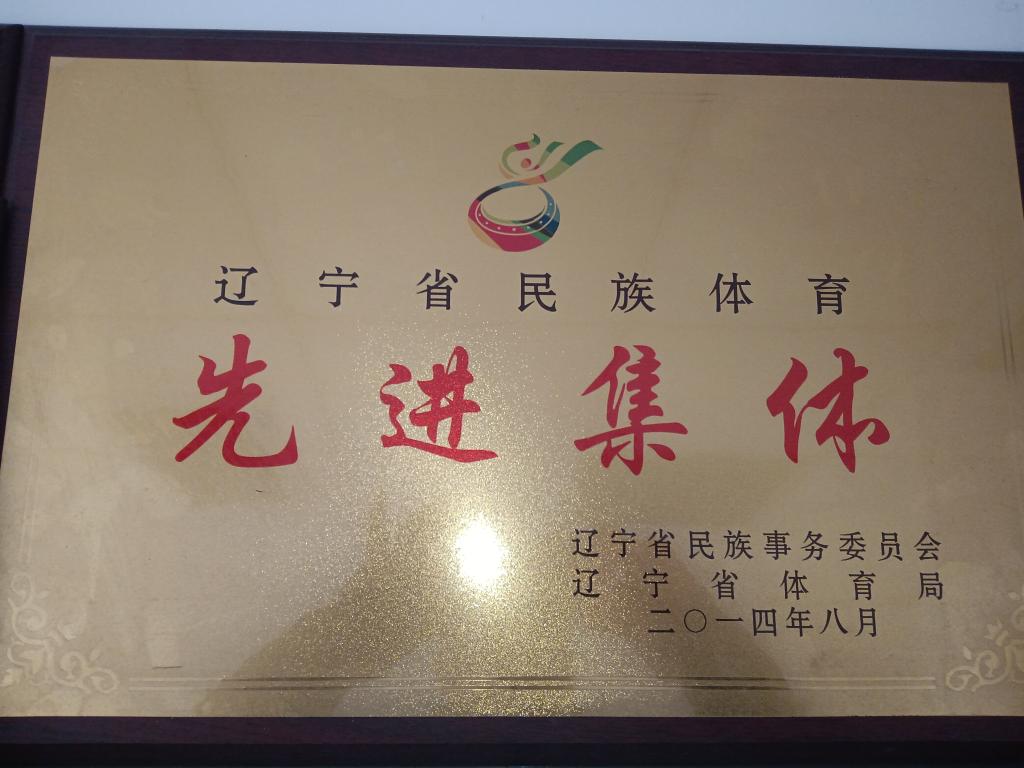 辽宁省民族体育
先进集体
辽宁省民族事务委员会
辽宁省体育局
二〇一四年八月